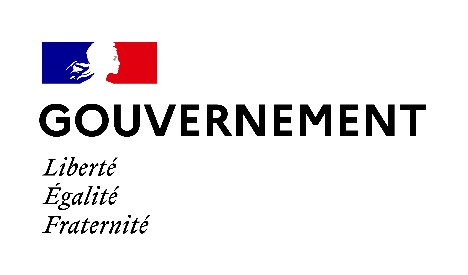 GOUVERNEMENT
Liberté
Égalité
Fraternité